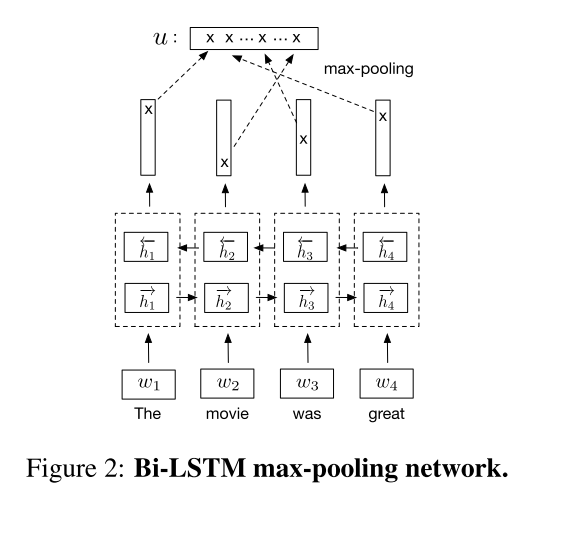 u : x x ... x ... x
max-pooling
x x x x
h₁ h₂ h₃ h₄
h₁ h₂ h₃ h₄
w₁ w₂ w₃ w₄
The movie was great
Figure 2: Bi-LSTM max-pooling network.